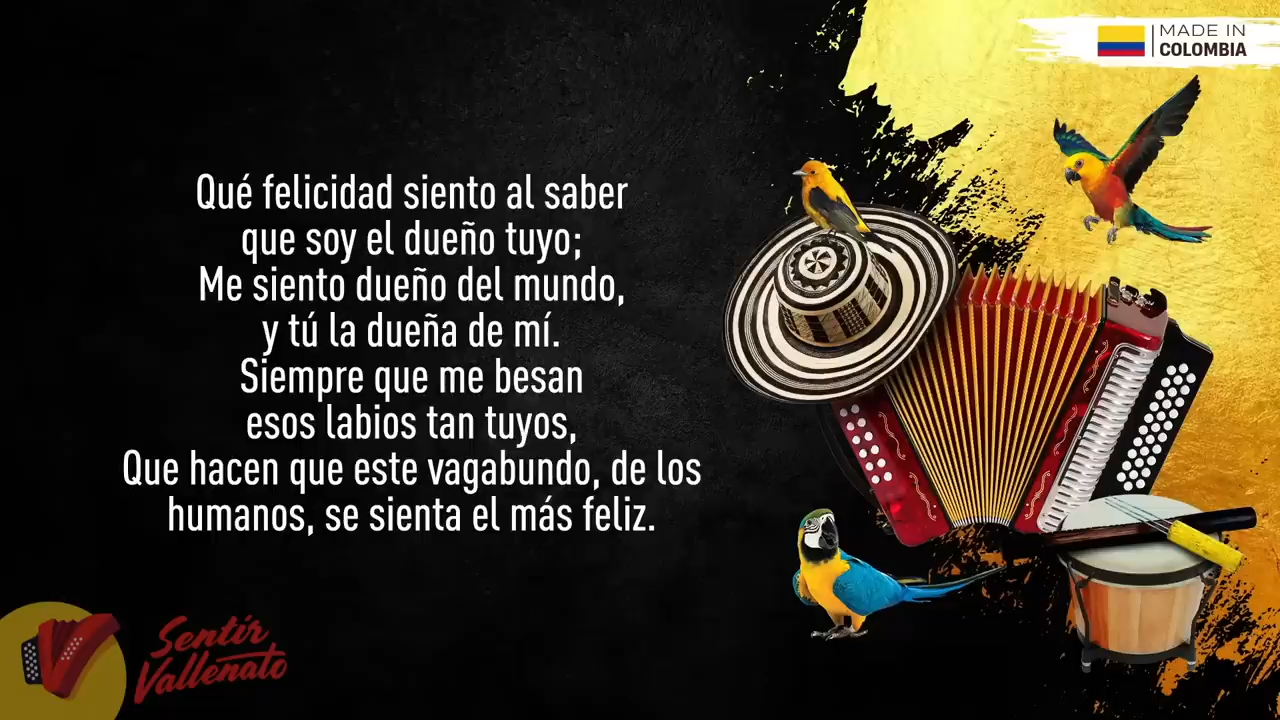 MADE IN
COLOMBIA
Qué felicidad siento al saber
que soy el dueño tuyo;
Me siento dueño del mundo,
y tú la dueña de mí.
Siempre que me besan
esos labios tan tuyos,
Que hacen que este vagabundo, de los
humanos, se sienta el más feliz.
Sentir
Vallenato